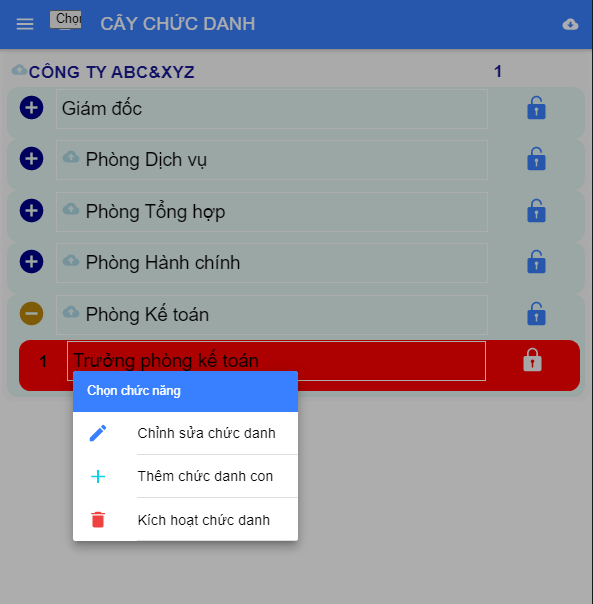 CÂY CHỨC DANH
CÔNG TY ABC&XYZ 1
Giám đốc
Phòng Dịch vụ
Phòng Tổng hợp
Phòng Hành chính
Phòng Kế toán
1 Trưởng phòng kế toán
Chọn chức năng
Chỉnh sửa chức danh
Thêm chức danh con
Kích hoạt chức danh